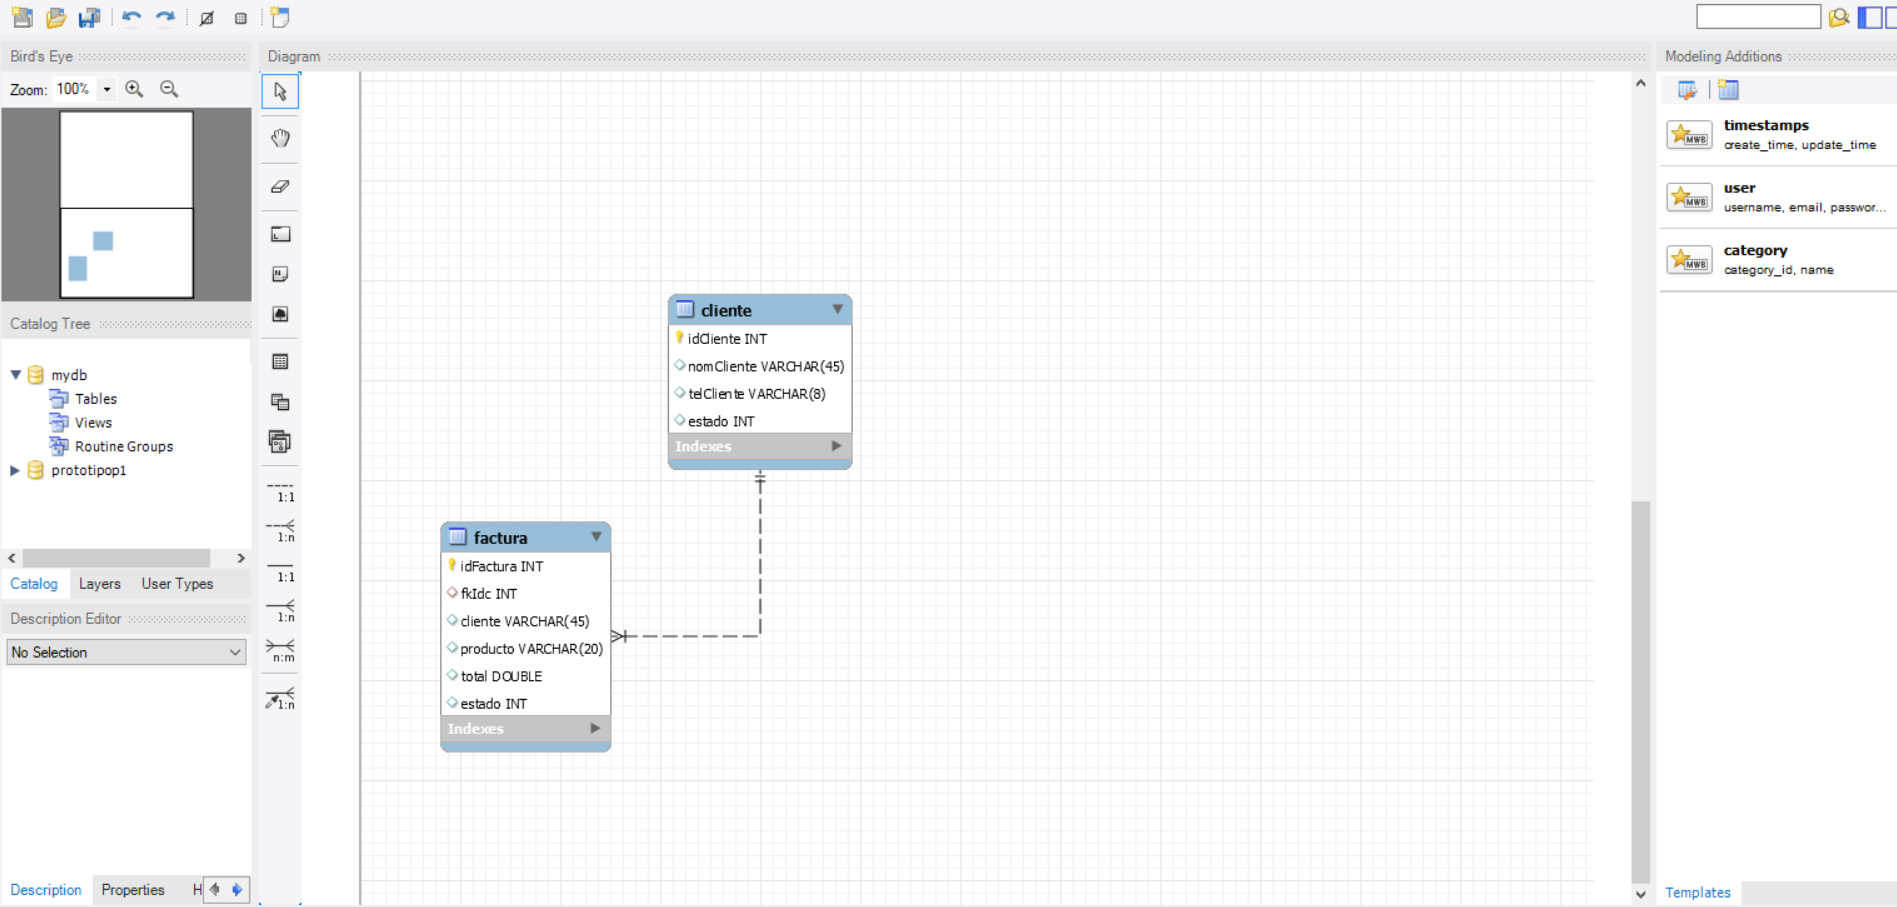 Bird's Eye
Zoom: 100%
Catalog Tree
mydb
Tables
Views
Routine Groups
prototipop1
Catalog Layers User Types
Description Editor
No Selection
Description Properties H
Diagram
1:1
1:n
1:1
1:n
n:m
1:n
cliente
idCliente INT
nomCliente VARCHAR(45)
telCliente VARCHAR(8)
estado INT
Indexes
factura
idFactura INT
fkIdc INT
cliente VARCHAR(45)
producto VARCHAR(20)
total DOUBLE
estado INT
Indexes
Modeling Additions
MWB
timestamps
create_time, update_time
MWB
user
username, email, passwor...
MWB
category
category_id, name
Templates